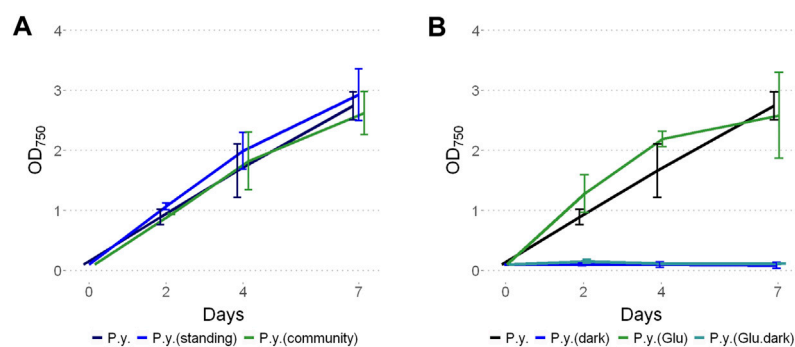 A
B
4
3
2
1
0
OD750
0
2
4
7
Days
P.y. P.y.(standing) P.y.(community)
4
3
2
1
0
OD750
0
2
4
7
Days
P.y. P.y.(dark) P.y.(Glu) P.y.(Glu.dark)